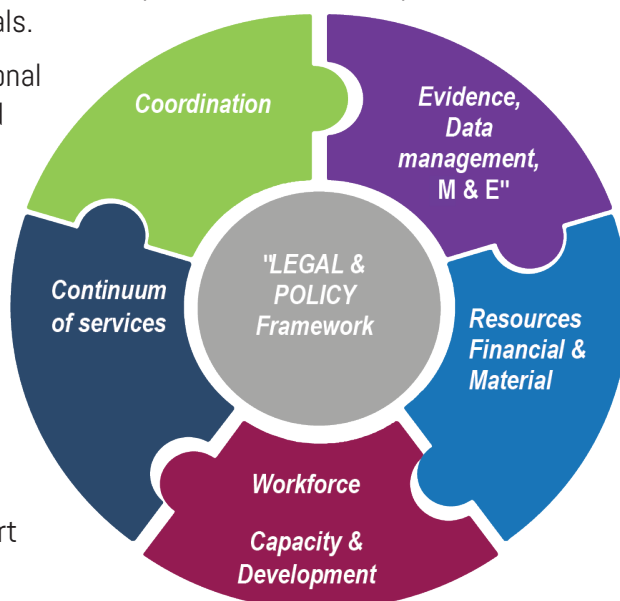 als.
onal
Coordination
Evidence,
Data
management,
M & E"
"LEGAL &
POLICY
Framework
Continuum
of services
Resources
Financial &
Material
Workforce
Capacity &
Development
rt